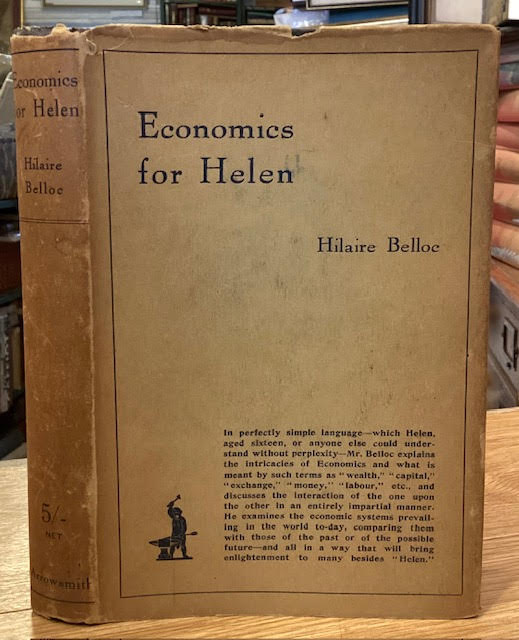 Economics
for Helen
Hilaire
Belloc
5/-
NET
Arrowsmith
Economics
for Helen
Hilaire Belloc
In perfectly simple language—which Helen,
aged sixteen, or anyone else could under-
stand without perplexity—Mr. Belloc explains
the intricacies of Economics and what is
meant by such terms as "wealth," "capital,"
"exchange," "money," "labour," etc., and
discusses the interaction of the one upon
the other in an entirely impartial manner.
He examines the economic systems prevail-
ing in the world to-day, comparing them
with those of the past or of the possible
future—and all in a way that will bring
enlightenment to many besides "Helen."